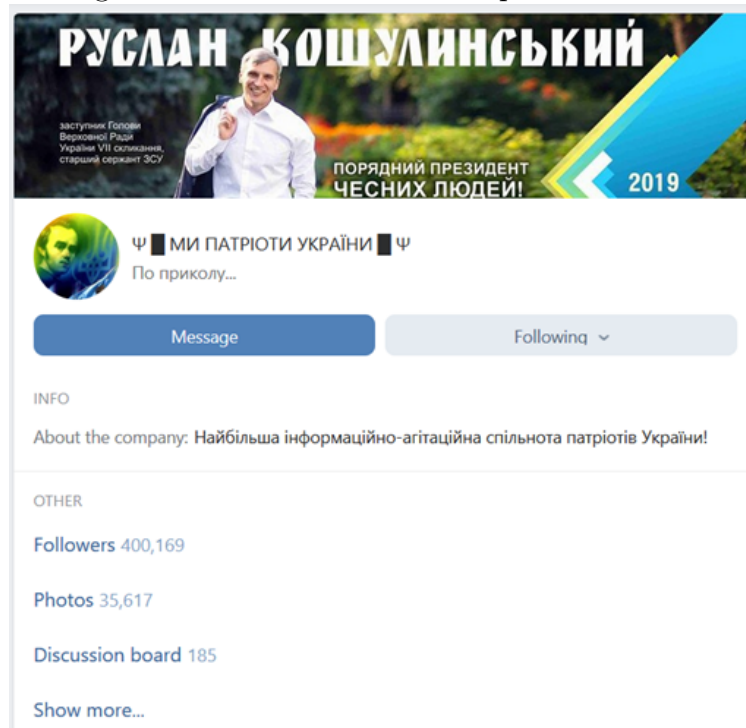 РУСЛАН КОШУЛИНСЬКИЙ
заступник Голови
Верховної Ради
України VII скликання,
старший сержант ЗСУ
ПОРЯДНИЙ ПРЕЗИДЕНТ
ЧЕСНИХ ЛЮДЕЙ!
2019
Ψ █ МИ ПАТРІОТИ УКРАЇНИ █ Ψ
По приколу...
Message
Following
INFO
About the company: Найбільша інформаційно-агітаційна спільнота патріотів України!
OTHER
Followers 400,169
Photos 35,617
Discussion board 185
Show more...